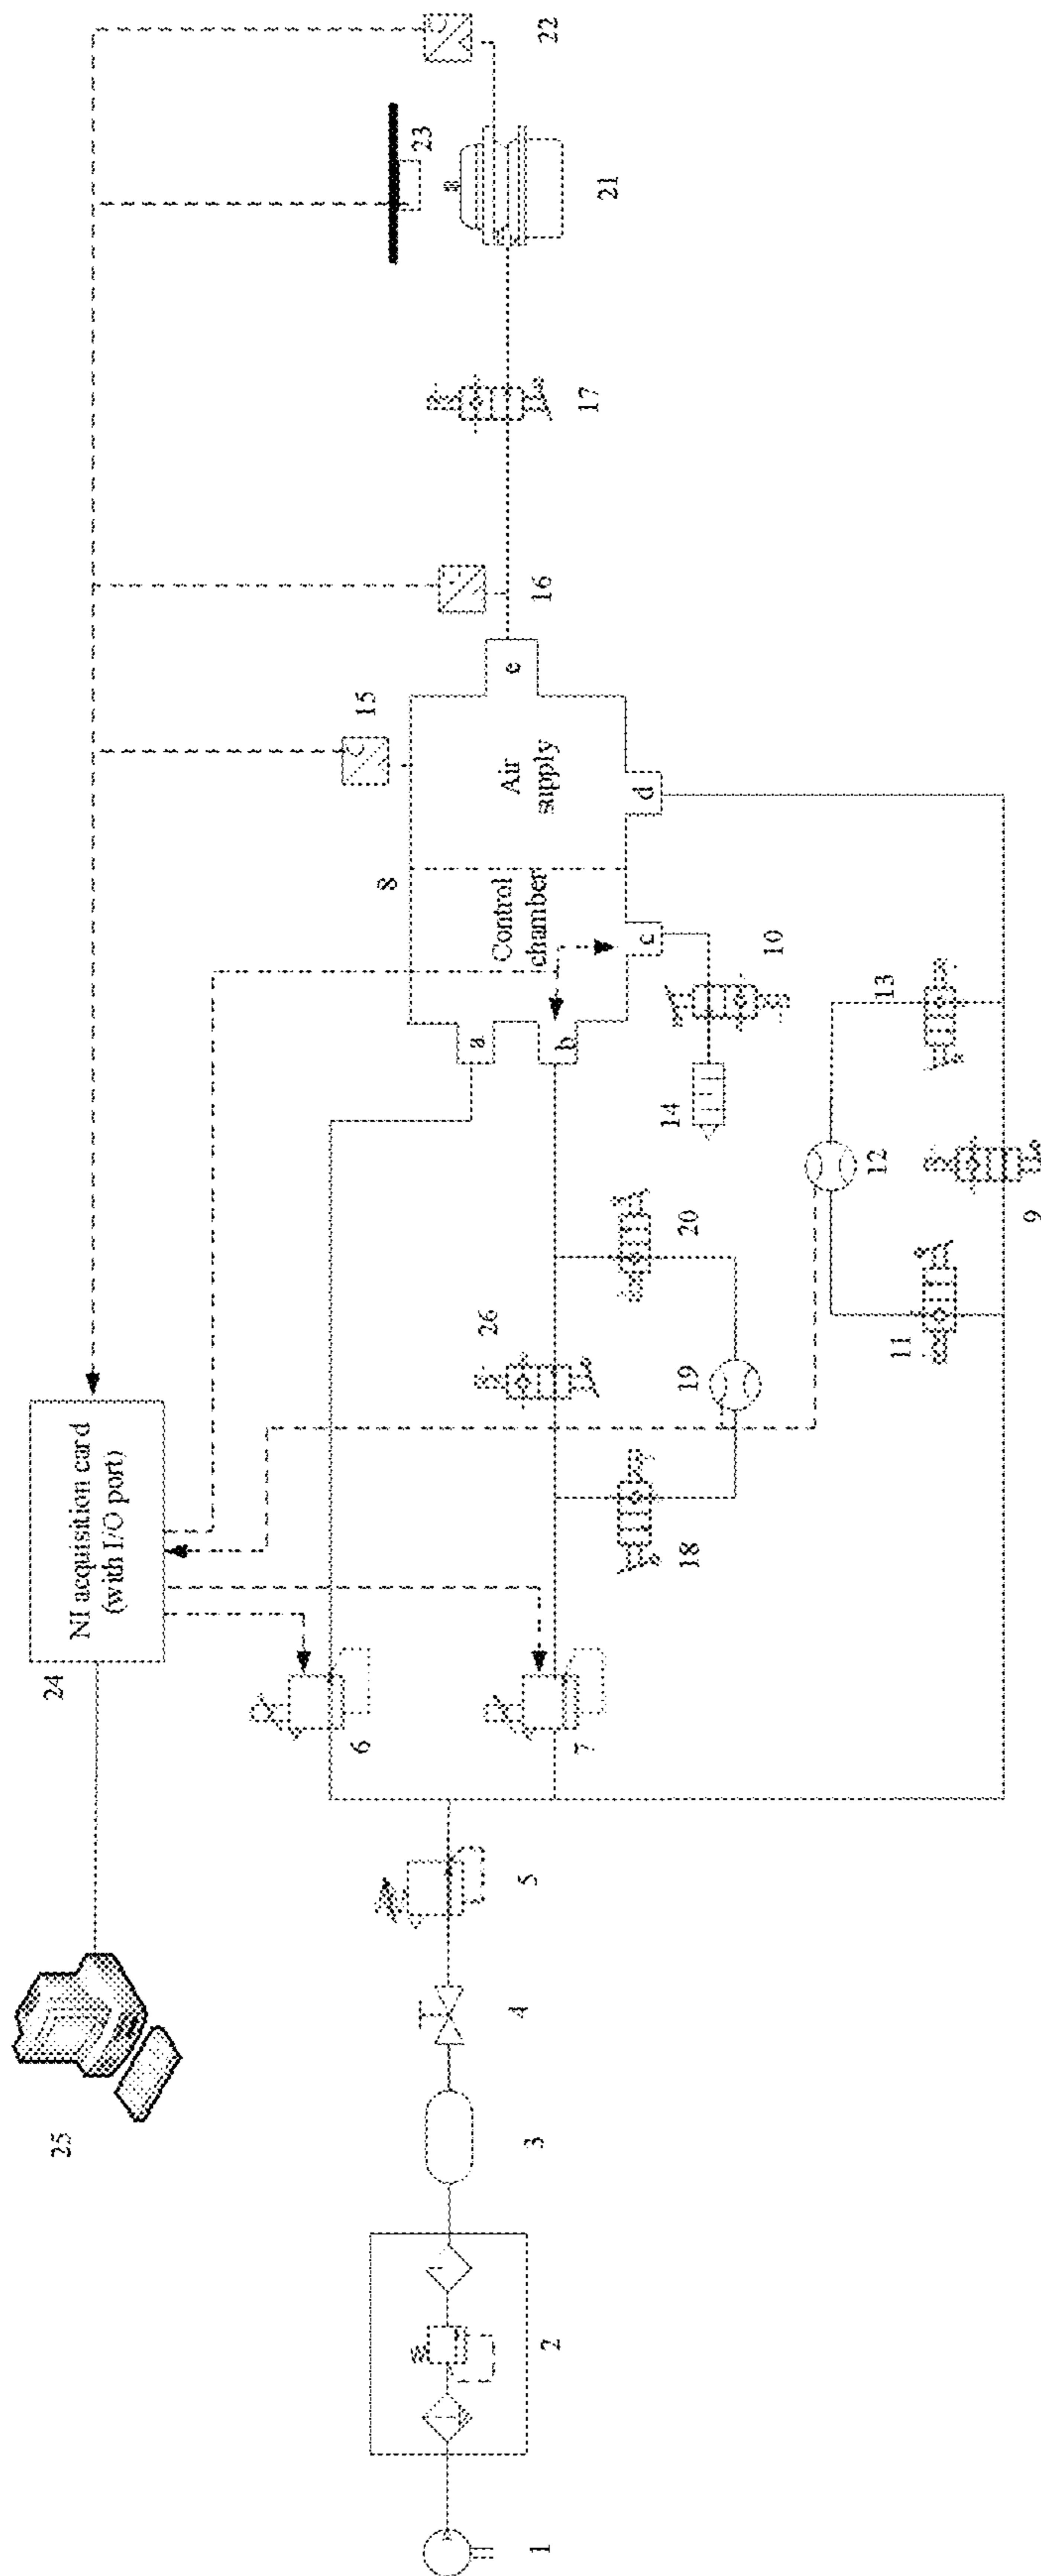 22
23
21
17
16
15
e
Air
supply
d
8
Control
chamber
c
10
a
b
14
13
12
9
11
20
26
19
18
NI acquisition card
(with I/O port)
24
6
7
5
4
25
3
2
1